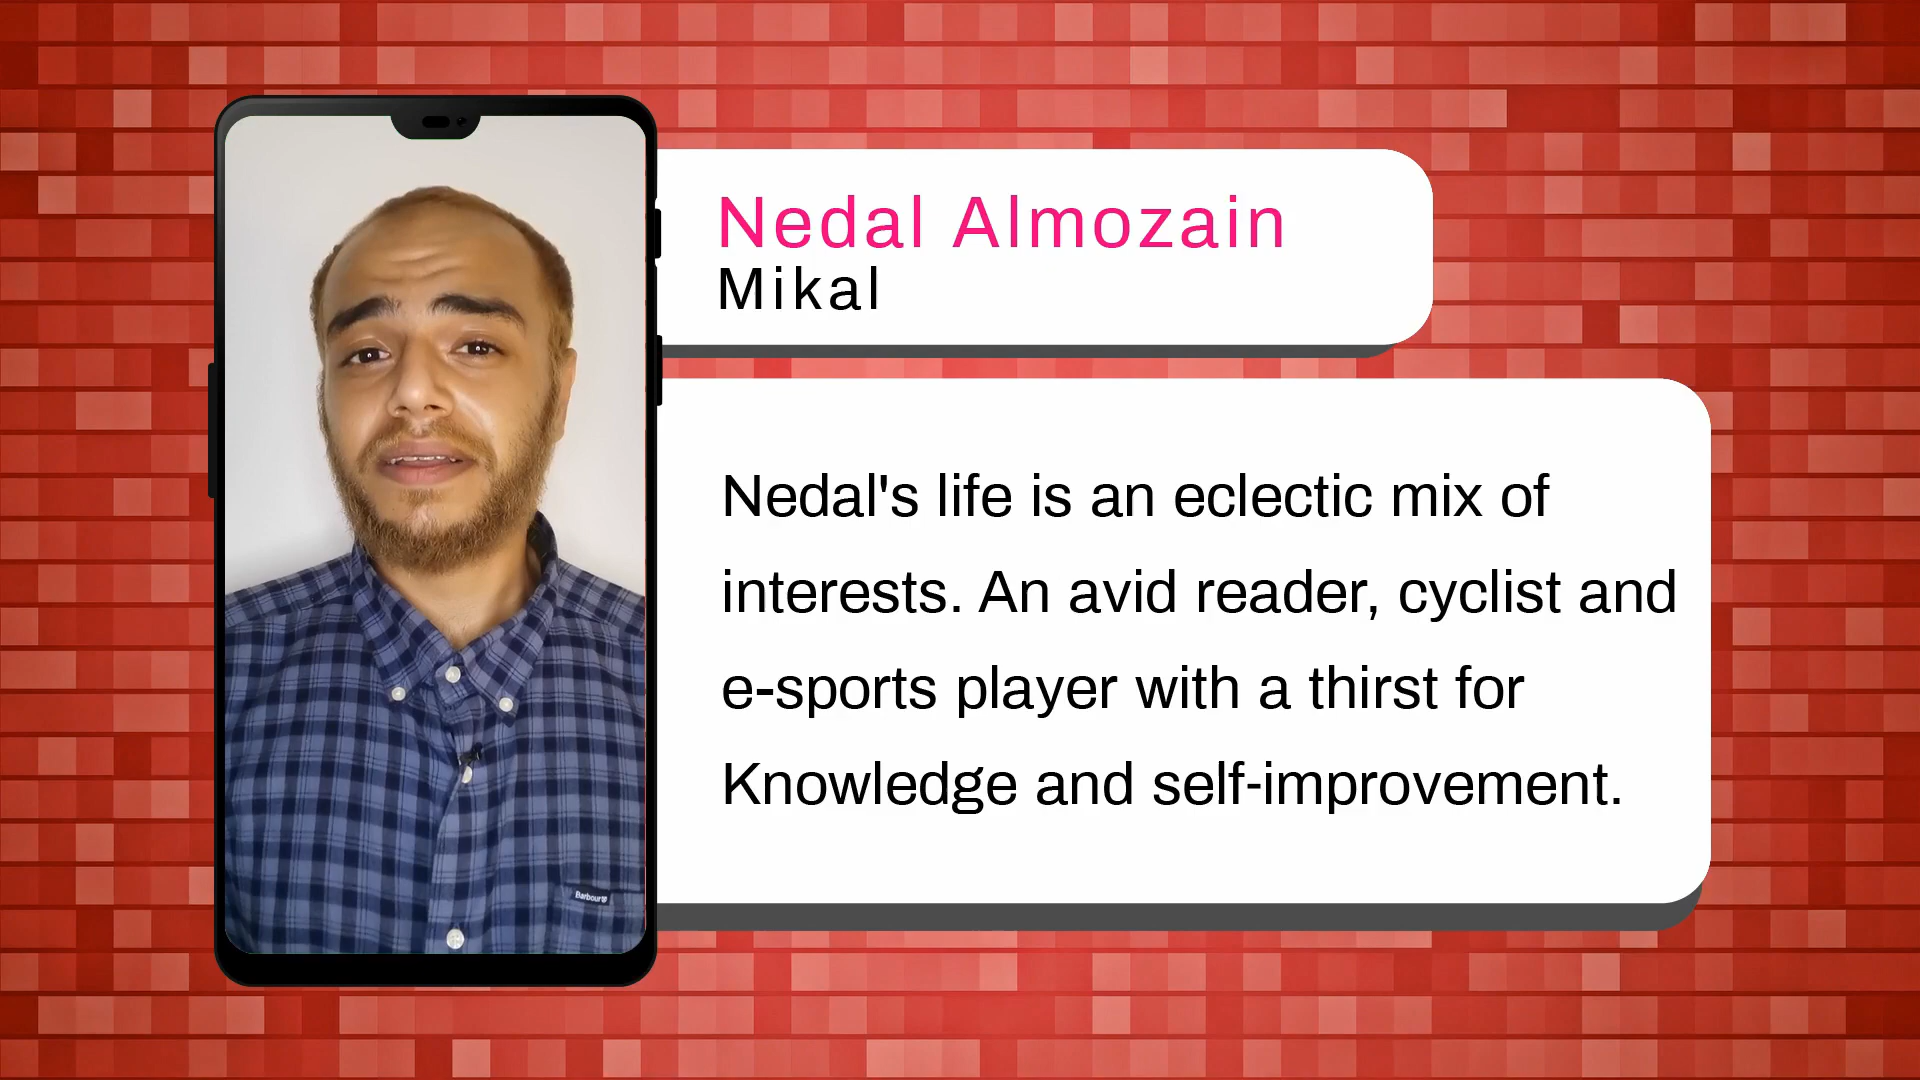 Nedal Almozain
Mikal
Nedal's life is an eclectic mix of
interests. An avid reader, cyclist and
e-sports player with a thirst for
Knowledge and self-improvement.
Barbour